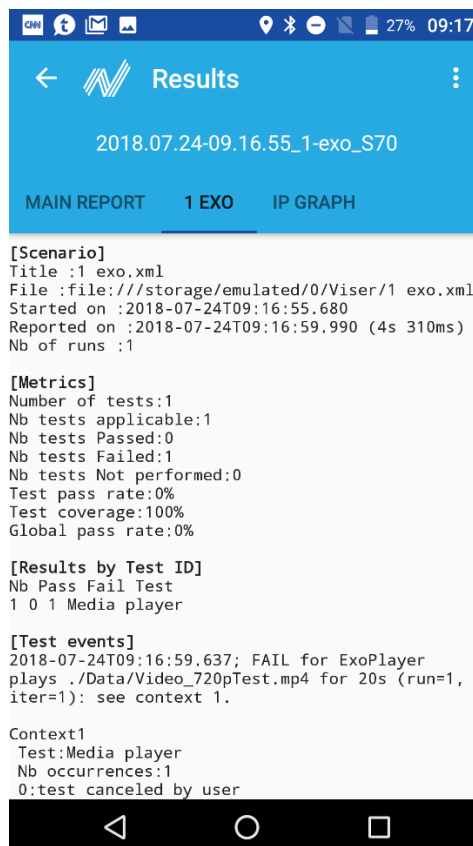 CNN
27% 09:17
Results
2018.07.24-09.16.55_1-exo_S70
MAIN REPORT 1 EXO IP GRAPH
[Scenario]
Title :1 exo.xml
File :file:///storage/emulated/0/Viser/1 exo.xml
Started on :2018-07-24T09:16:55.680
Reported on :2018-07-24T09:16:59.990 (4s 310ms)
Nb of runs :1
[Metrics]
Number of tests:1
Nb tests applicable:1
Nb tests Passed:0
Nb tests Failed:1
Nb tests Not performed:0
Test pass rate:0%
Test coverage:100%
Global pass rate:0%
[Results by Test ID]
Nb Pass Fail Test
1 0 1 Media player
[Test events]
2018-07-24T09:16:59.637; FAIL for ExoPlayer
plays ./Data/Video_720pTest.mp4 for 20s (run=1,
iter=1): see context 1.
Context1
Test:Media player
Nb occurrences:1
0:test canceled by user